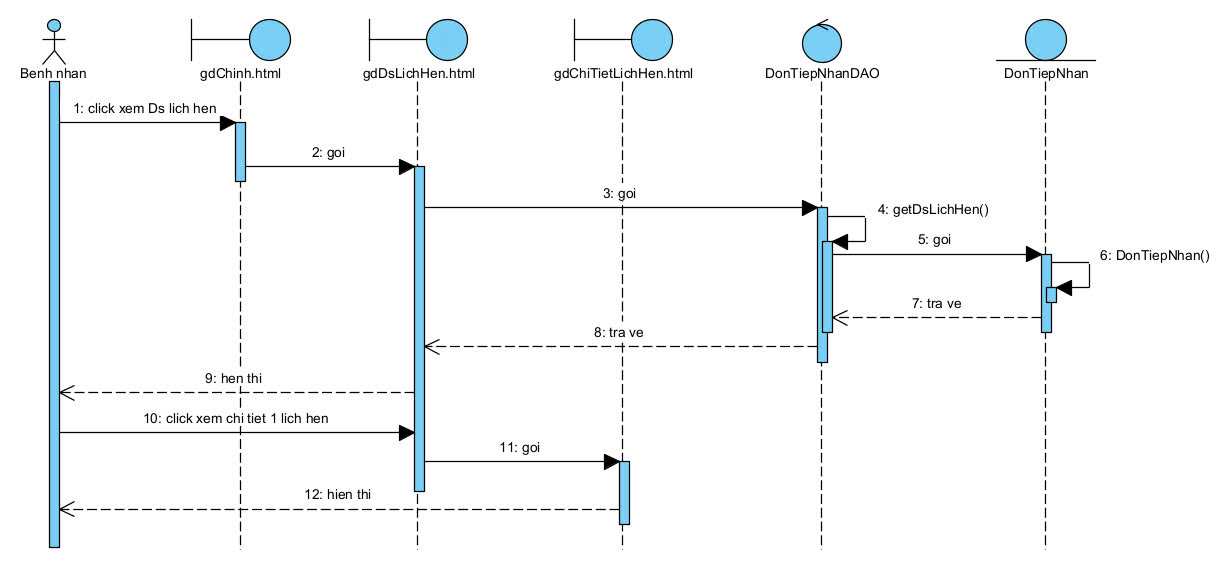 Benh nhan
gdChinh.html
gdDsLichHen.html
gdChiTietLichHen.html
DonTiepNhanDAO
DonTiepNhan
1: click xem Ds lich hen
2: goi
3: goi
4: getDsLichHen()
5: goi
6: DonTiepNhan()
7: tra ve
8: tra ve
9: hen thi
10: click xem chi tiet 1 lich hen
11: goi
12: hien thi